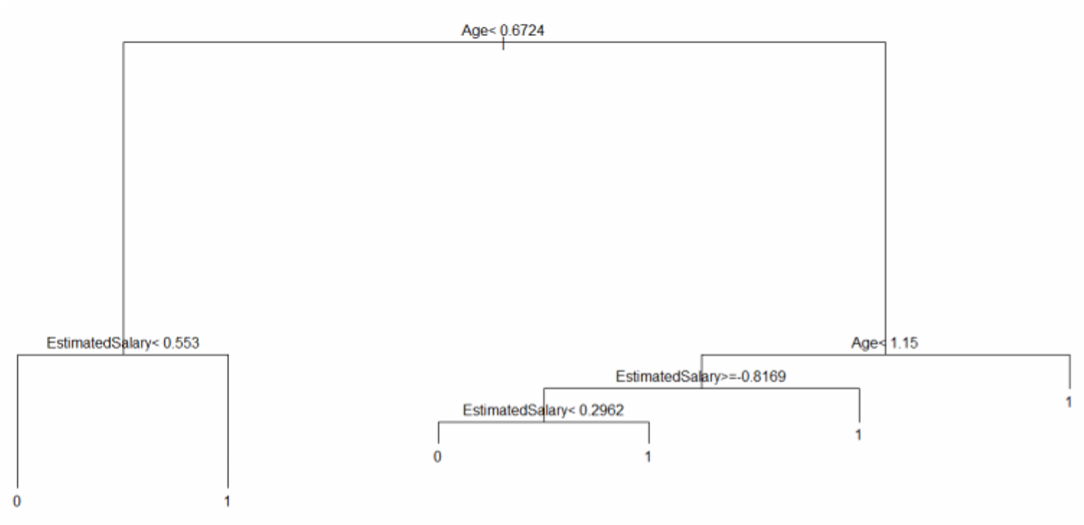 Age< 0.6724
EstimatedSalary< 0.553
Age< 1.15
EstimatedSalary>=-0.8169
1
EstimatedSalary< 0.2962
1
0
1
0
1